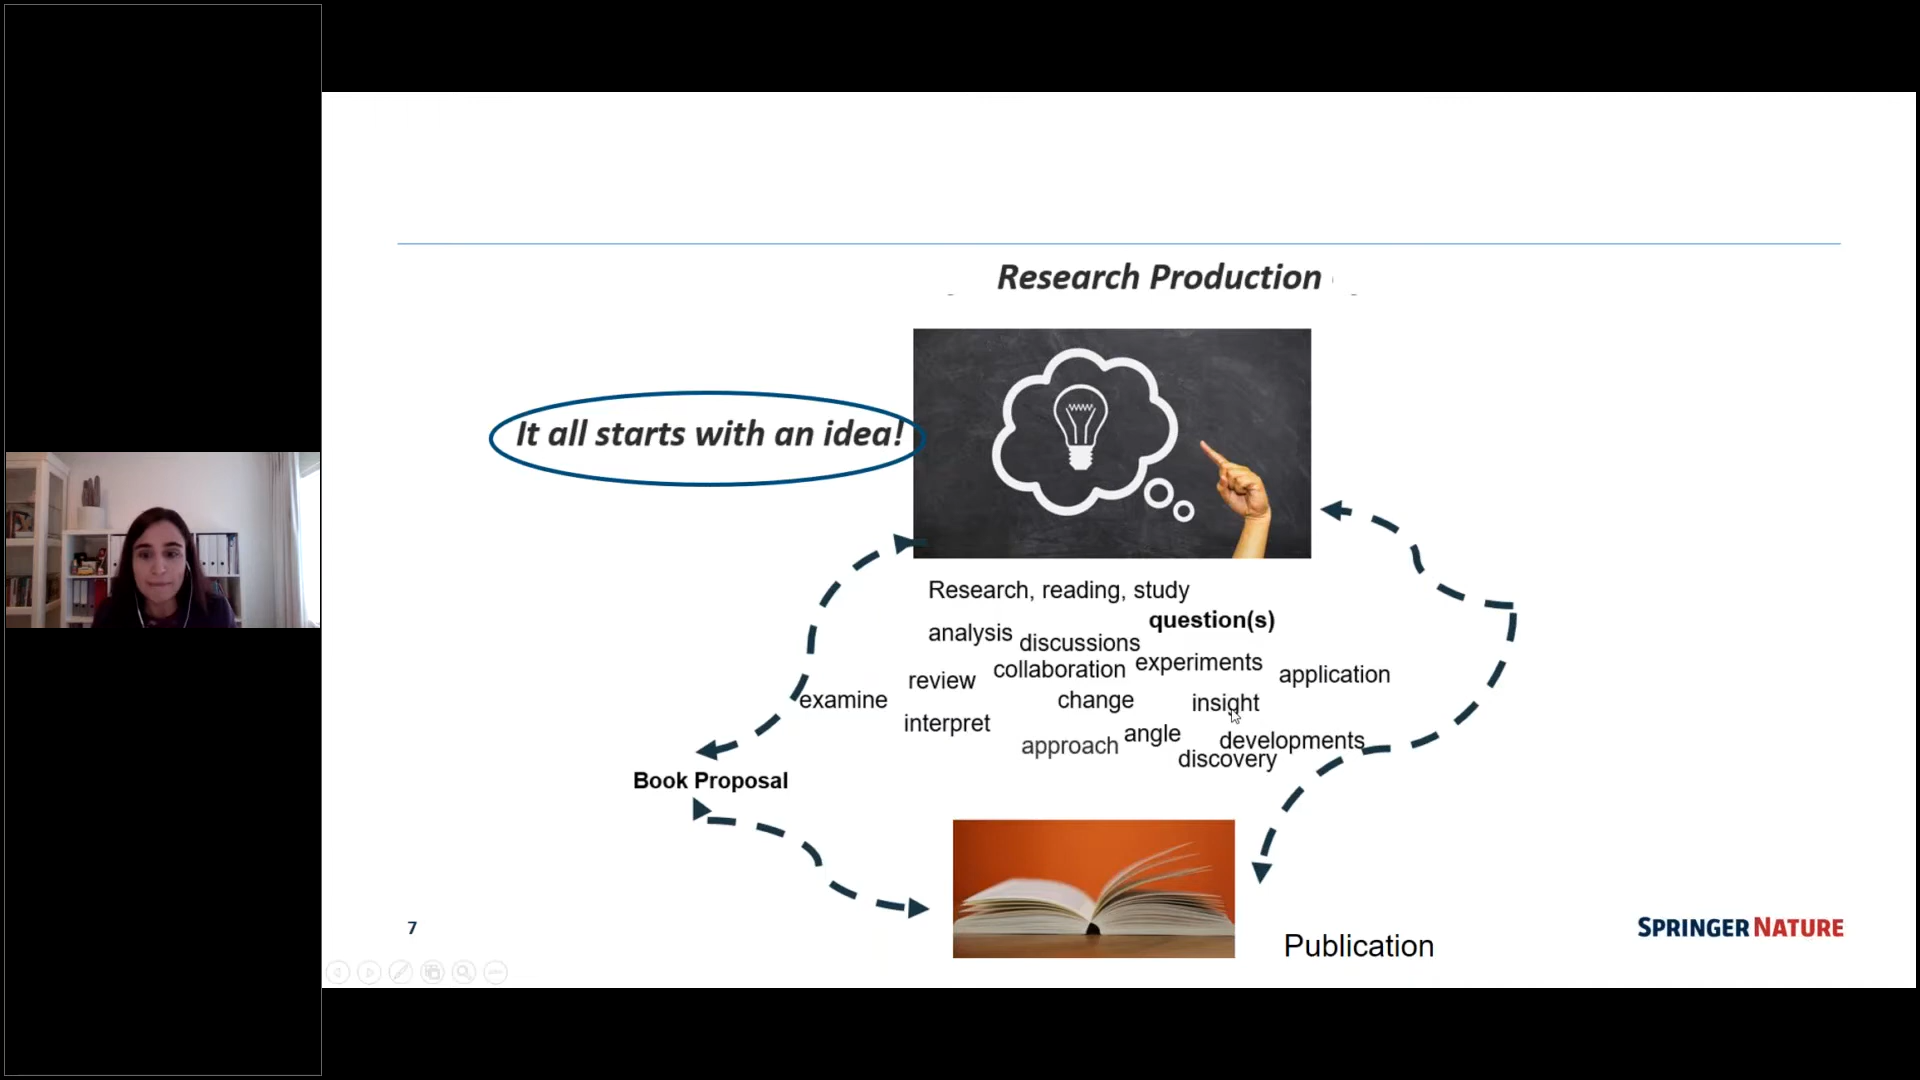 Research Production
It all starts with an idea!
Research, reading, study
question(s)
analysis
discussions
experiments
collaboration
application
review
examine
change
insight
interpret
angle
approach
developments
discovery
Book Proposal
7
SPRINGER NATURE
Publication